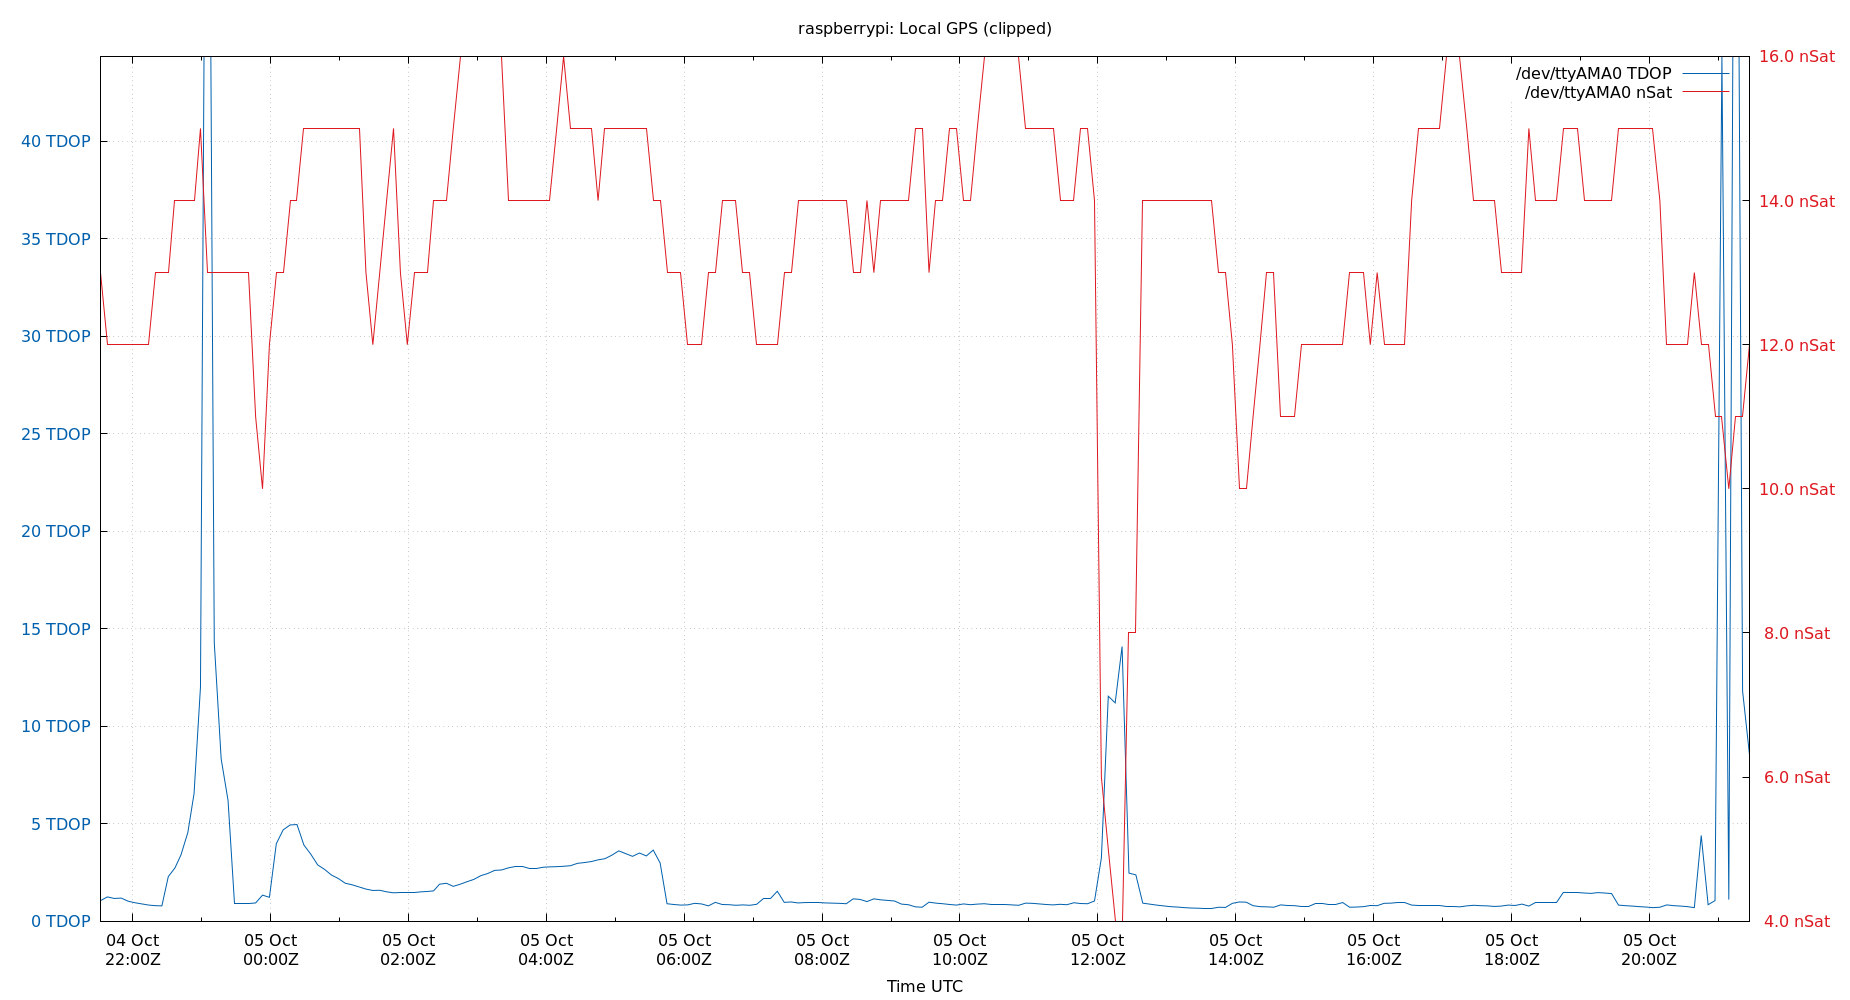 raspberrypi: Local GPS (clipped)
/dev/ttyAMA0 TDOP
/dev/ttyAMA0 nSat
40 TDOP
35 TDOP
30 TDOP
25 TDOP
20 TDOP
15 TDOP
10 TDOP
5 TDOP
0 TDOP
16.0 nSat
14.0 nSat
12.0 nSat
10.0 nSat
8.0 nSat
6.0 nSat
4.0 nSat
04 Oct 05 Oct 05 Oct 05 Oct 05 Oct 05 Oct 05 Oct 05 Oct 05 Oct 05 Oct 05 Oct 05 Oct
22:00Z 00:00Z 02:00Z 04:00Z 06:00Z 08:00Z 10:00Z 12:00Z 14:00Z 16:00Z 18:00Z 20:00Z
Time UTC